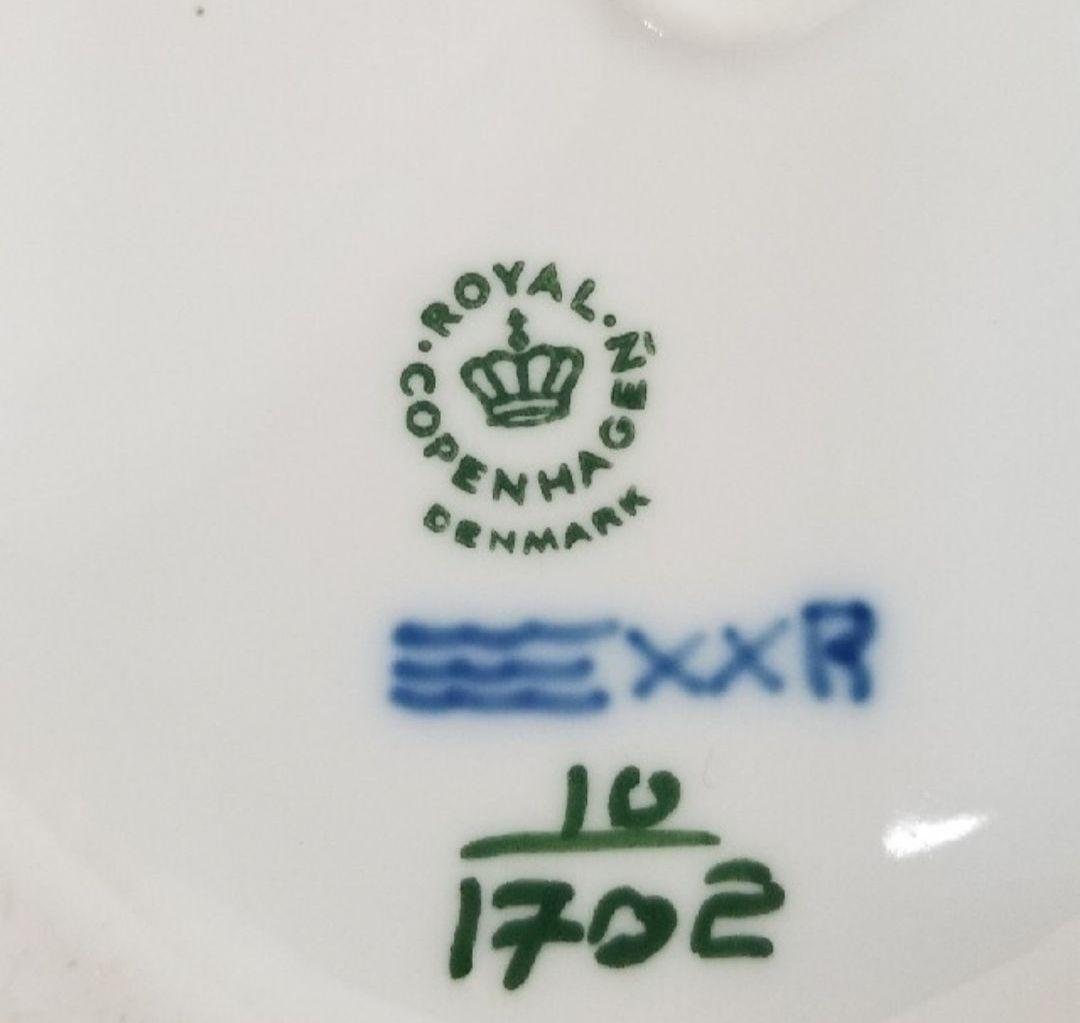 ROYAL
COPENHAGEN
DENMARK
XXR
10
1702